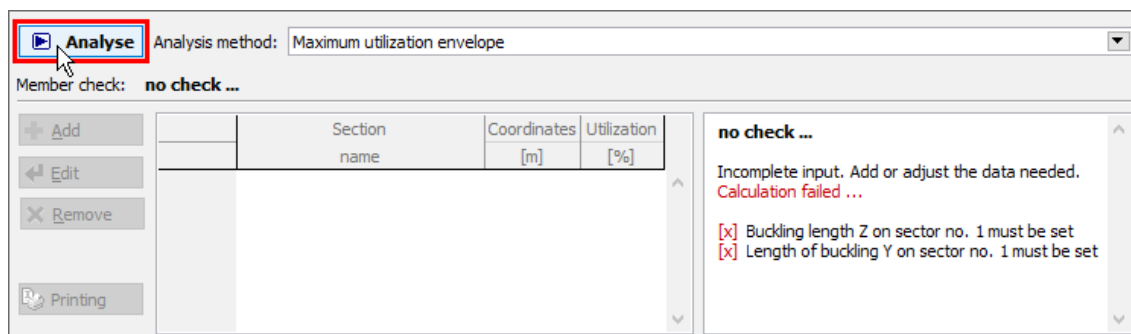 Analyse Analysis method: Maximum utilization envelope
Member check: no check ...
Add
Edit
Remove
Printing
Section Coordinates Utilization
name [m] [%]
no check ...
Incomplete input. Add or adjust the data needed.
Calculation failed ...
[x] Buckling length Z on sector no. 1 must be set
[x] Length of buckling Y on sector no. 1 must be set